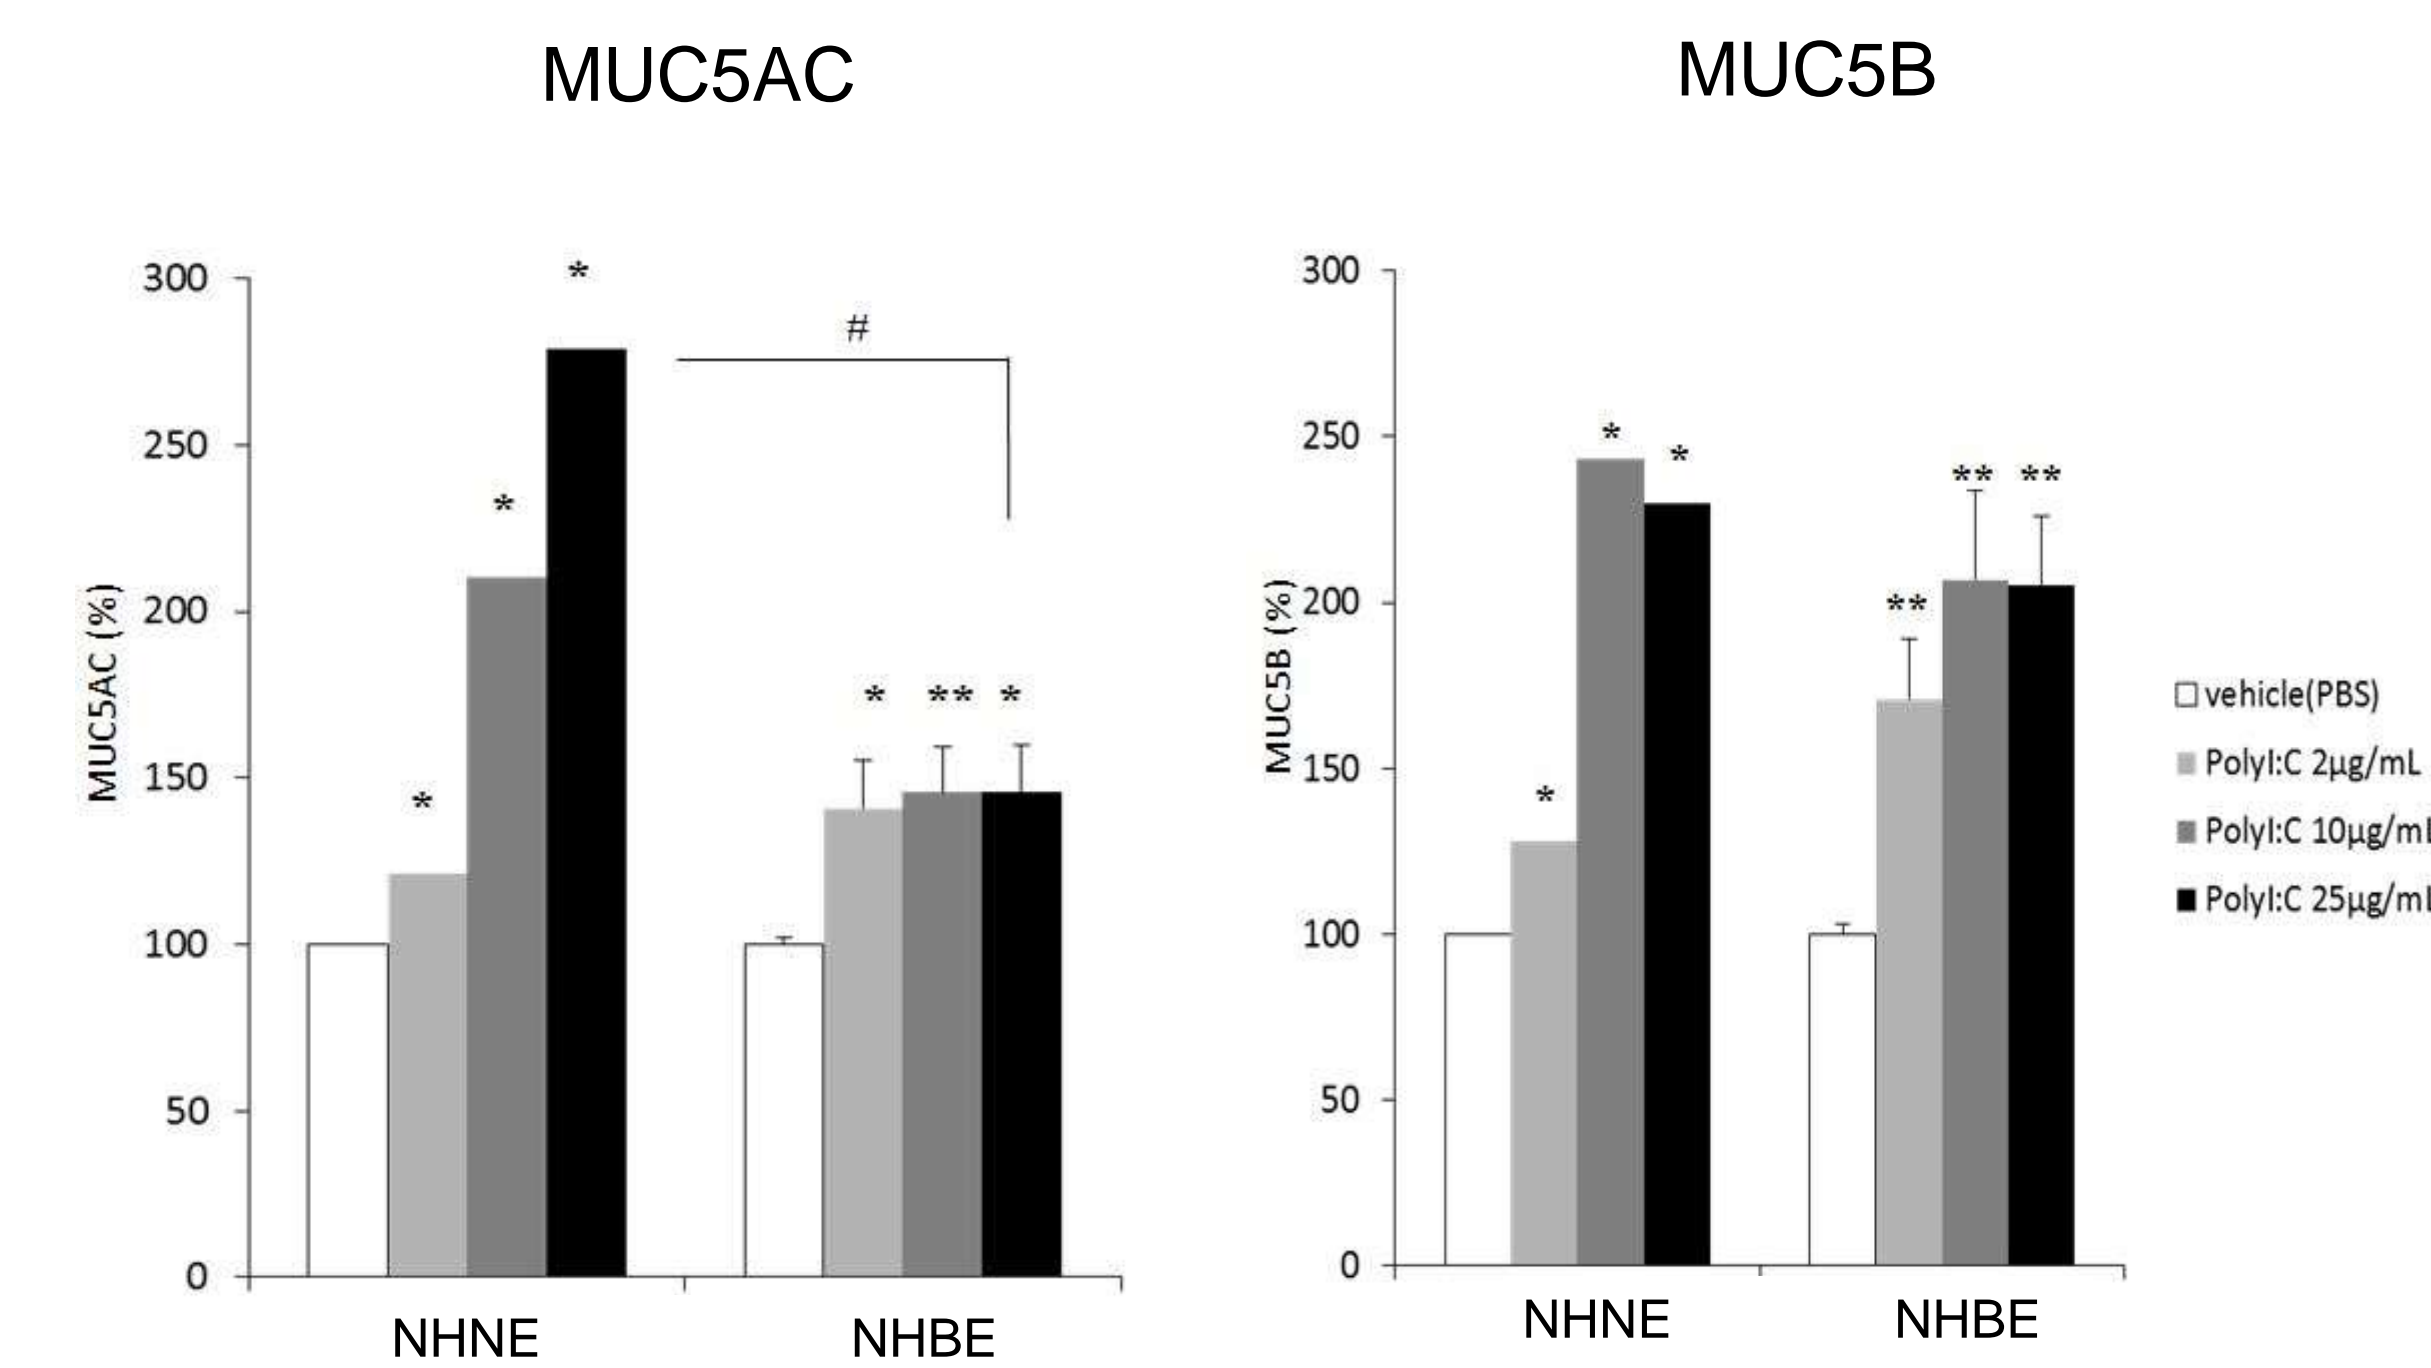 MUC5AC
MUC5B
300
250
200
150
100
50
0
MUC5AC (%)
*
*
*
#
*
**
*
NHNE
NHBE
300
250
200
150
100
50
0
MUC5B (%)
*
*
*
**
**
**
NHNE
NHBE
vehicle(PBS)
PolyI:C 2µg/mL
PolyI:C 10µg/mL
PolyI:C 25µg/mL